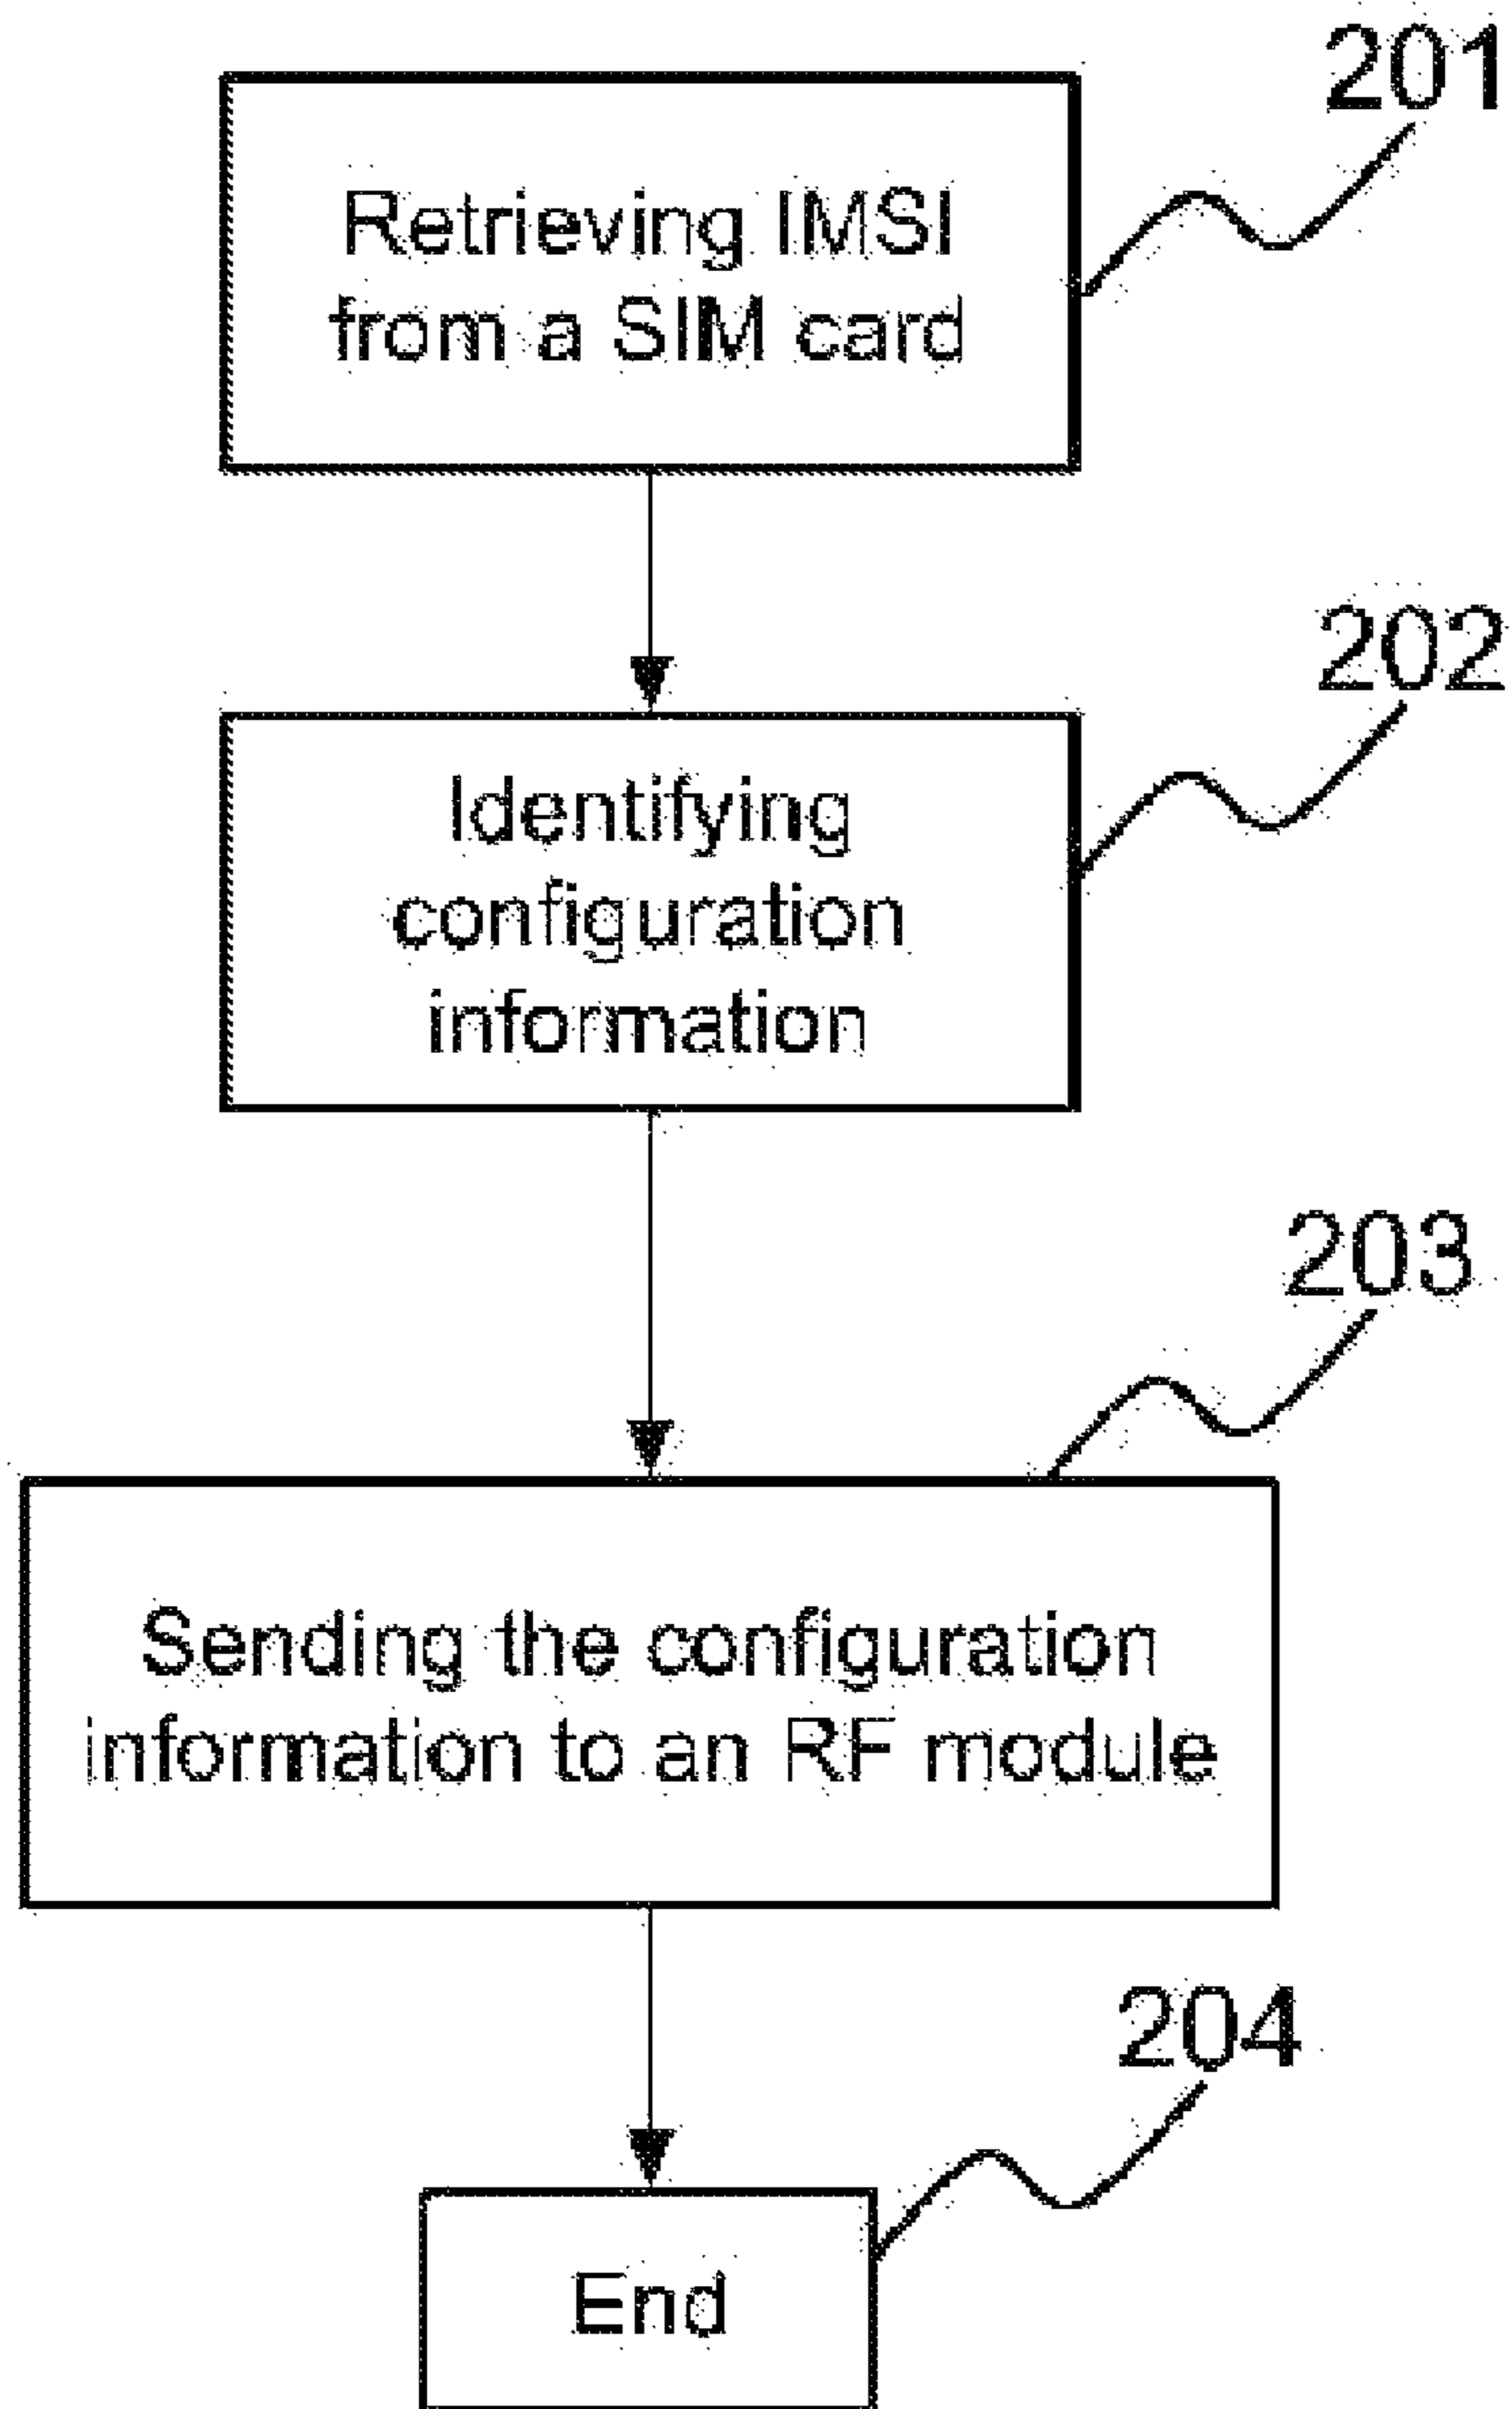 201
Retrieving IMSI
from a SIM card
202
Identifying
configuration
information
203
Sending the configuration
information to an RF module
204
End